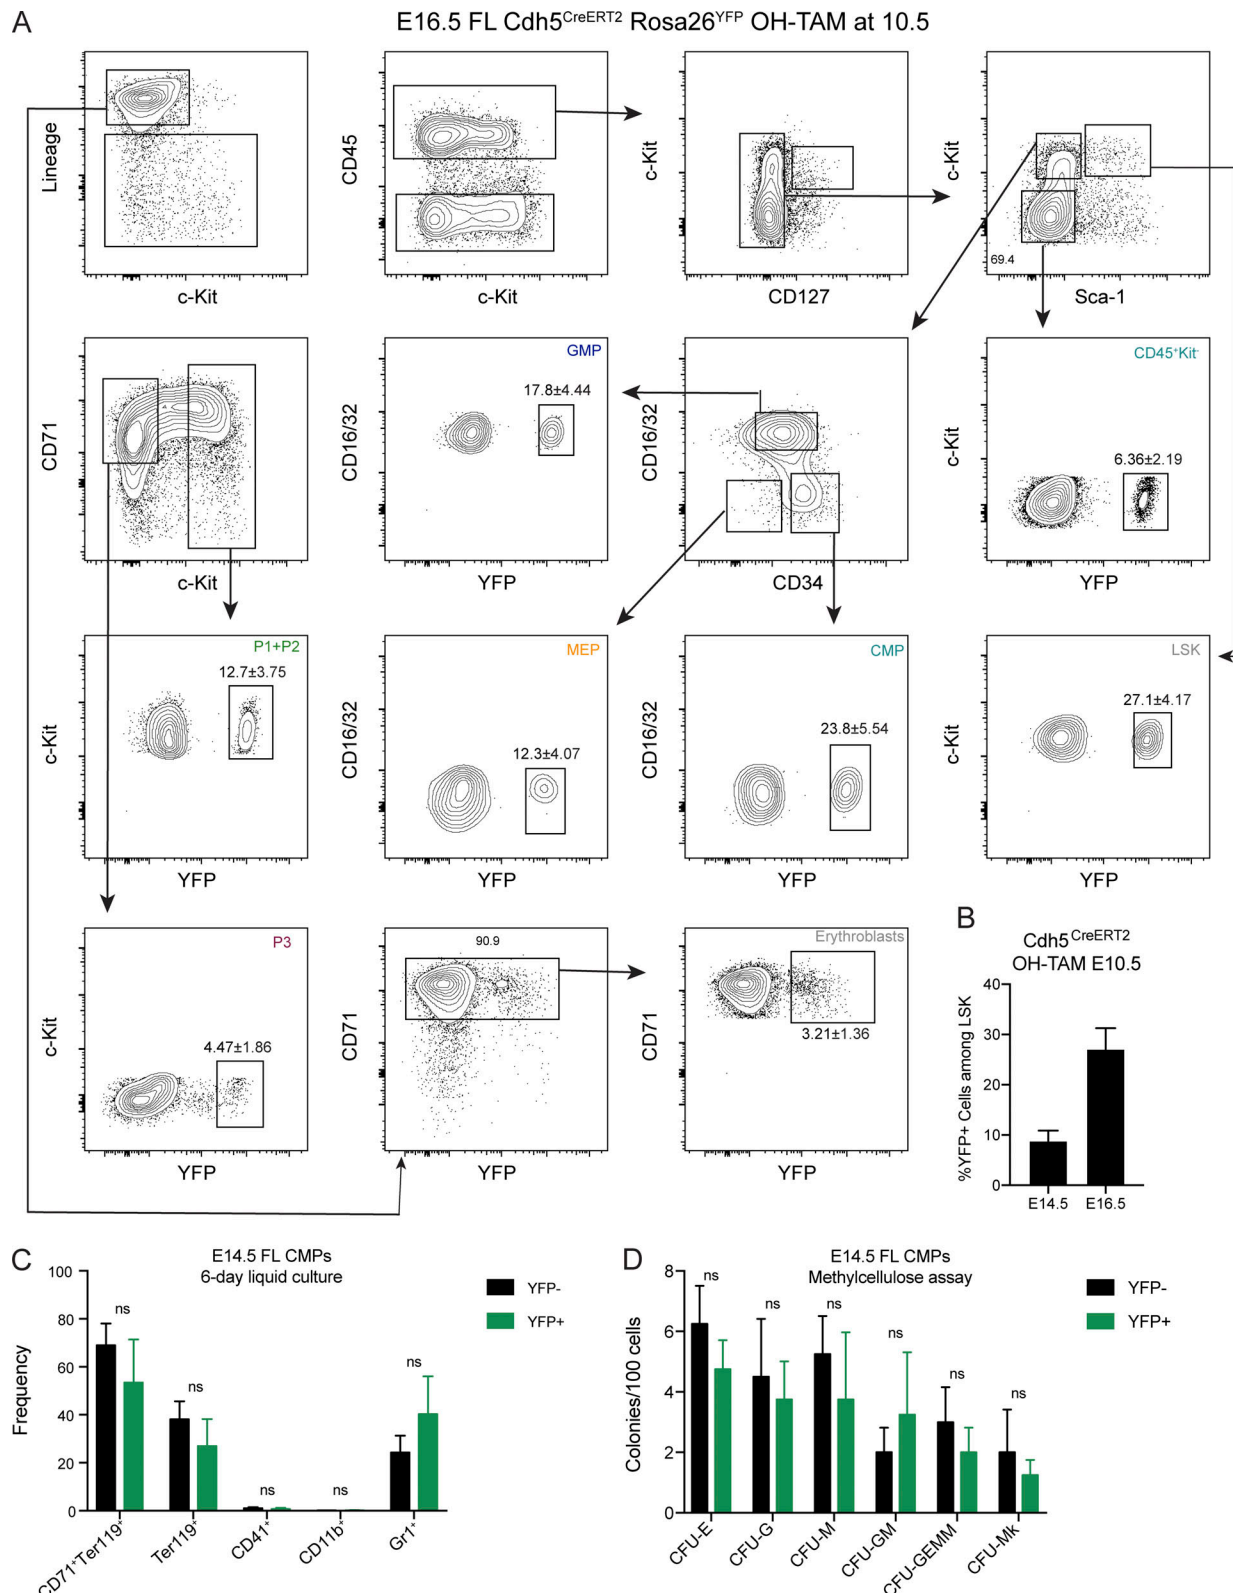 A
E16.5 FL Cdh5CreERT2 Rosa26YFP OH-TAM at 10.5
Lineage
c-Kit
CD45
c-Kit
c-Kit
CD127
c-Kit
69.4
Sca-1
CD71
c-Kit
GMP
17.8±4.44
CD16/32
YFP
CD16/32
CD34
CD45+Kit-
6.36±2.19
c-Kit
YFP
P1+P2
12.7±3.75
c-Kit
YFP
MEP
12.3±4.07
CD16/32
YFP
CMP
23.8±5.54
CD16/32
YFP
LSK
27.1±4.17
c-Kit
YFP
P3
4.47±1.86
c-Kit
YFP
90.9
CD71
YFP
Erythroblasts
3.21±1.36
CD71
YFP
B
Cdh5CreERT2
OH-TAM E10.5
%YFP+ Cells among LSK
40
30
20
10
0
E14.5 E16.5
C
E14.5 FL CMPs
6-day liquid culture
Frequency
100
80
60
40
20
0
ns
ns
ns
ns
ns
YFP-
YFP+
CD71+Ter119+
Ter119+
CD41+
CD11b+
Gr1+
D
E14.5 FL CMPs
Methylcellulose assay
Colonies/100 cells
8
6
4
2
0
ns
ns
ns
ns
ns
ns
YFP-
YFP+
CFU-E
CFU-G
CFU-M
CFU-GM
CFU-GEMM
CFU-Mk